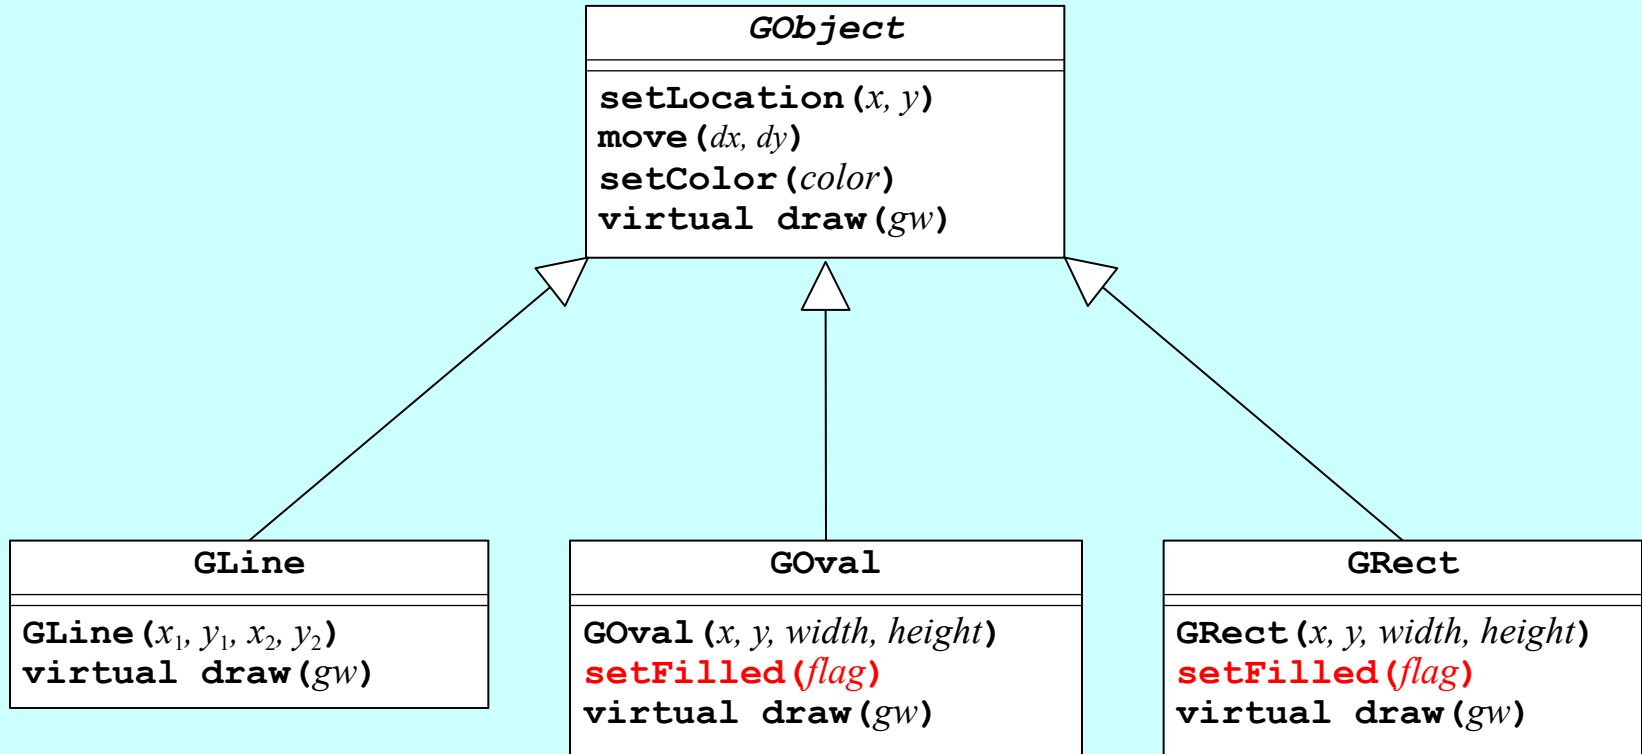 GObject
setLocation(x, y)
move(dx, dy)
setColor(color)
virtual draw(gw)
GLine
GLine(x₁, y₁, x₂, y₂)
virtual draw(gw)
GOval
GOval(x, y, width, height)
setFilled(flag)
virtual draw(gw)
GRect
GRect(x, y, width, height)
setFilled(flag)
virtual draw(gw)